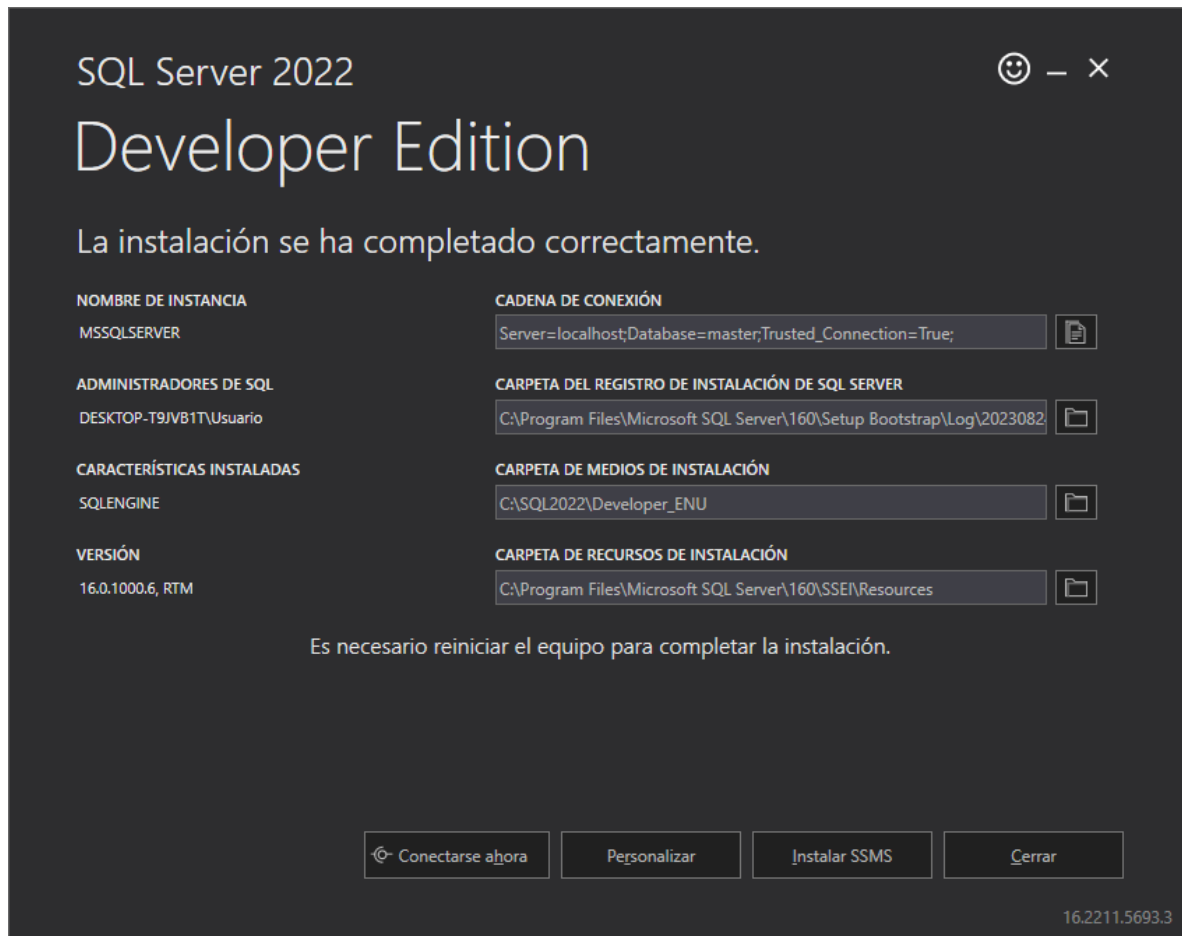 SQL Server 2022
Developer Edition
La instalación se ha completado correctamente.
NOMBRE DE INSTANCIA
MSSQLSERVER
CADENA DE CONEXIÓN
Server=localhost;Database=master;Trusted_Connection=True;
ADMINISTRADORES DE SQL
DESKTOP-T9JVB1T\Usuario
CARPETA DEL REGISTRO DE INSTALACIÓN DE SQL SERVER
C:\Program Files\Microsoft SQL Server\160\Setup Bootstrap\Log\2023082
CARACTERÍSTICAS INSTALADAS
SQLENGINE
CARPETA DE MEDIOS DE INSTALACIÓN
C:\SQL2022\Developer_ENU
VERSIÓN
16.0.1000.6, RTM
CARPETA DE RECURSOS DE INSTALACIÓN
C:\Program Files\Microsoft SQL Server\160\SSEI\Resources
Es necesario reiniciar el equipo para completar la instalación.
Conectarse ahora
Personalizar
Instalar SSMS
Cerrar
16.2211.5693.3